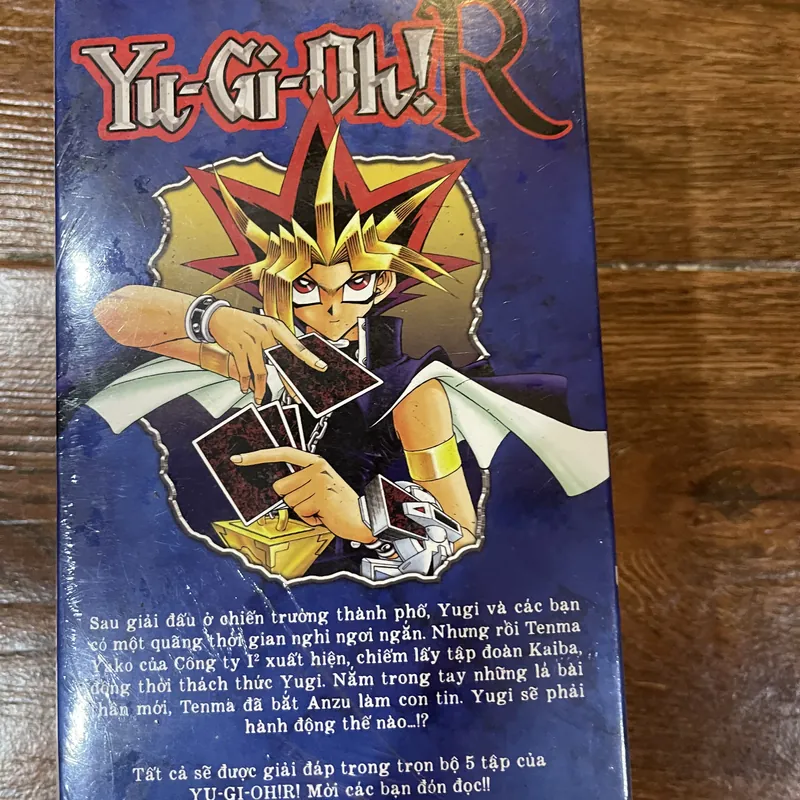 Yu-Gi-Oh! R
Sau giải đấu ở chiến trường thành phố, Yugi và các bạn
có một quãng thời gian nghỉ ngơi ngắn. Nhưng rồi Tenma
Yako của Công ty I² xuất hiện, chiếm lấy tập đoàn Kaiba,
đồng thời thách thức Yugi. Nắm trong tay những lá bài
thần mới, Tenma đã bắt Anzu làm con tin. Yugi sẽ phải
hành động thế nào...!?
Tất cả sẽ được giải đáp trong trọn bộ 5 tập của
YU-GI-OH!R! Mời các bạn đón đọc!!